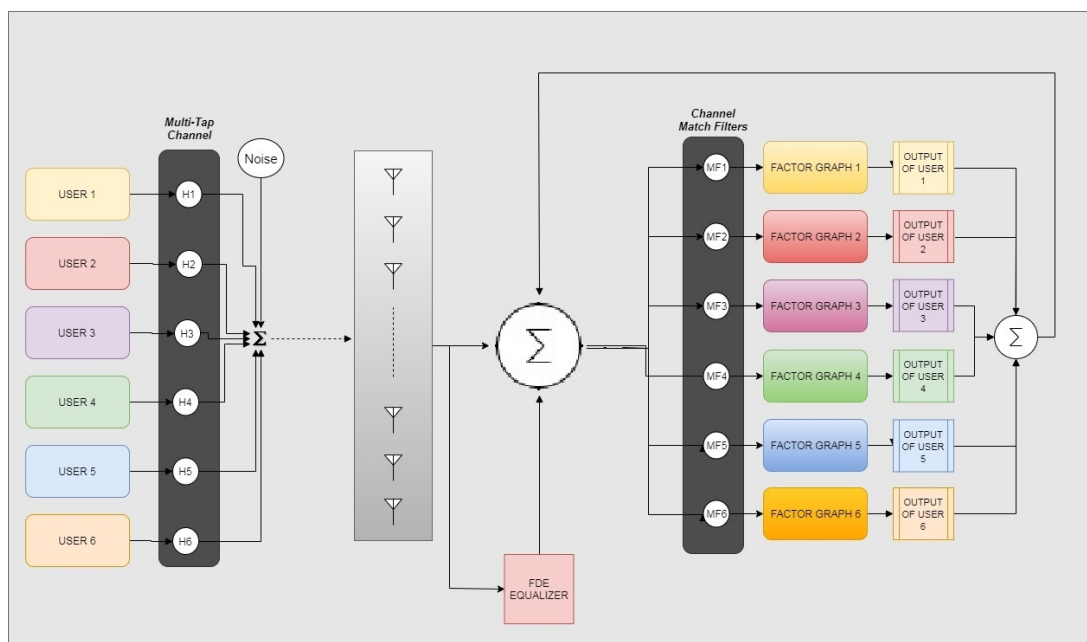 Multi-Tap
Channel
Noise
USER 1
USER 2
USER 3
USER 4
USER 5
USER 6
H1
H2
H3
H4
H5
H6
Σ
Σ
FDE
EQUALIZER
Channel
Match Filters
MF1
MF2
MF3
MF4
MF5
MF6
FACTOR GRAPH 1
FACTOR GRAPH 2
FACTOR GRAPH 3
FACTOR GRAPH 4
FACTOR GRAPH 5
FACTOR GRAPH 6
OUTPUT
OF USER
1
OUTPUT
OF USER
2
OUTPUT
OF USER
3
OUTPUT
OF USER
4
OUTPUT
OF USER
5
OUTPUT
OF USER
6
Σ